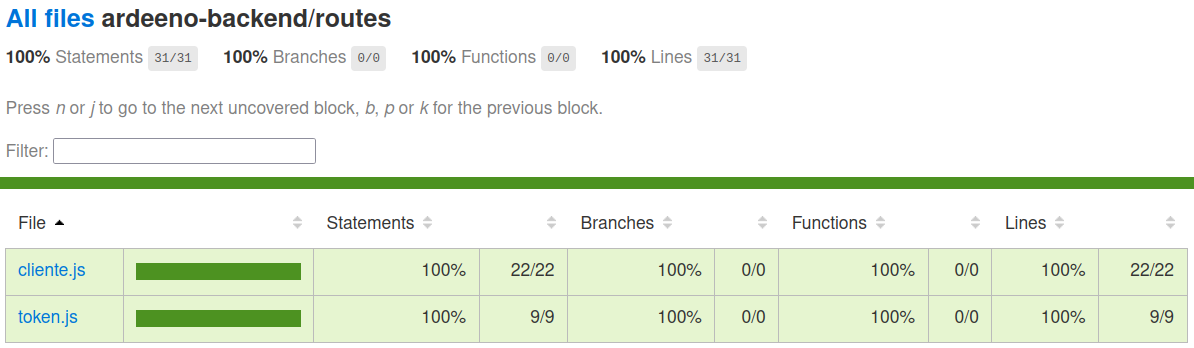 All files ardeeno-backend/routes
100% Statements 31/31 100% Branches 0/0 100% Functions 0/0 100% Lines 31/31
Press n or j to go to the next uncovered block, b, p or k for the previous block.
Filter:
File Statements Branches Functions Lines
cliente.js 100% 22/22 100% 0/0 100% 0/0 100% 22/22
token.js 100% 9/9 100% 0/0 100% 0/0 100% 9/9